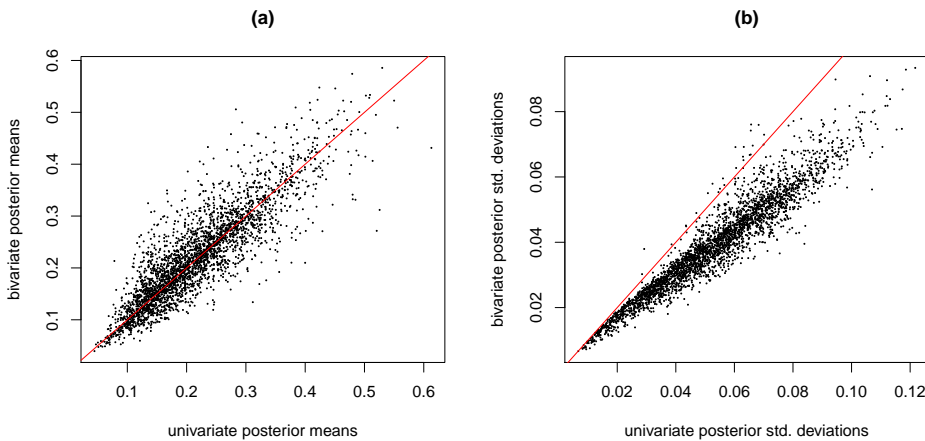 (a)
bivariate posterior means
0.1 0.2 0.3 0.4 0.5 0.6
0.1 0.2 0.3 0.4 0.5 0.6
univariate posterior means
(b)
bivariate posterior std. deviations
0.02 0.04 0.06 0.08
0.02 0.04 0.06 0.08 0.10 0.12
univariate posterior std. deviations